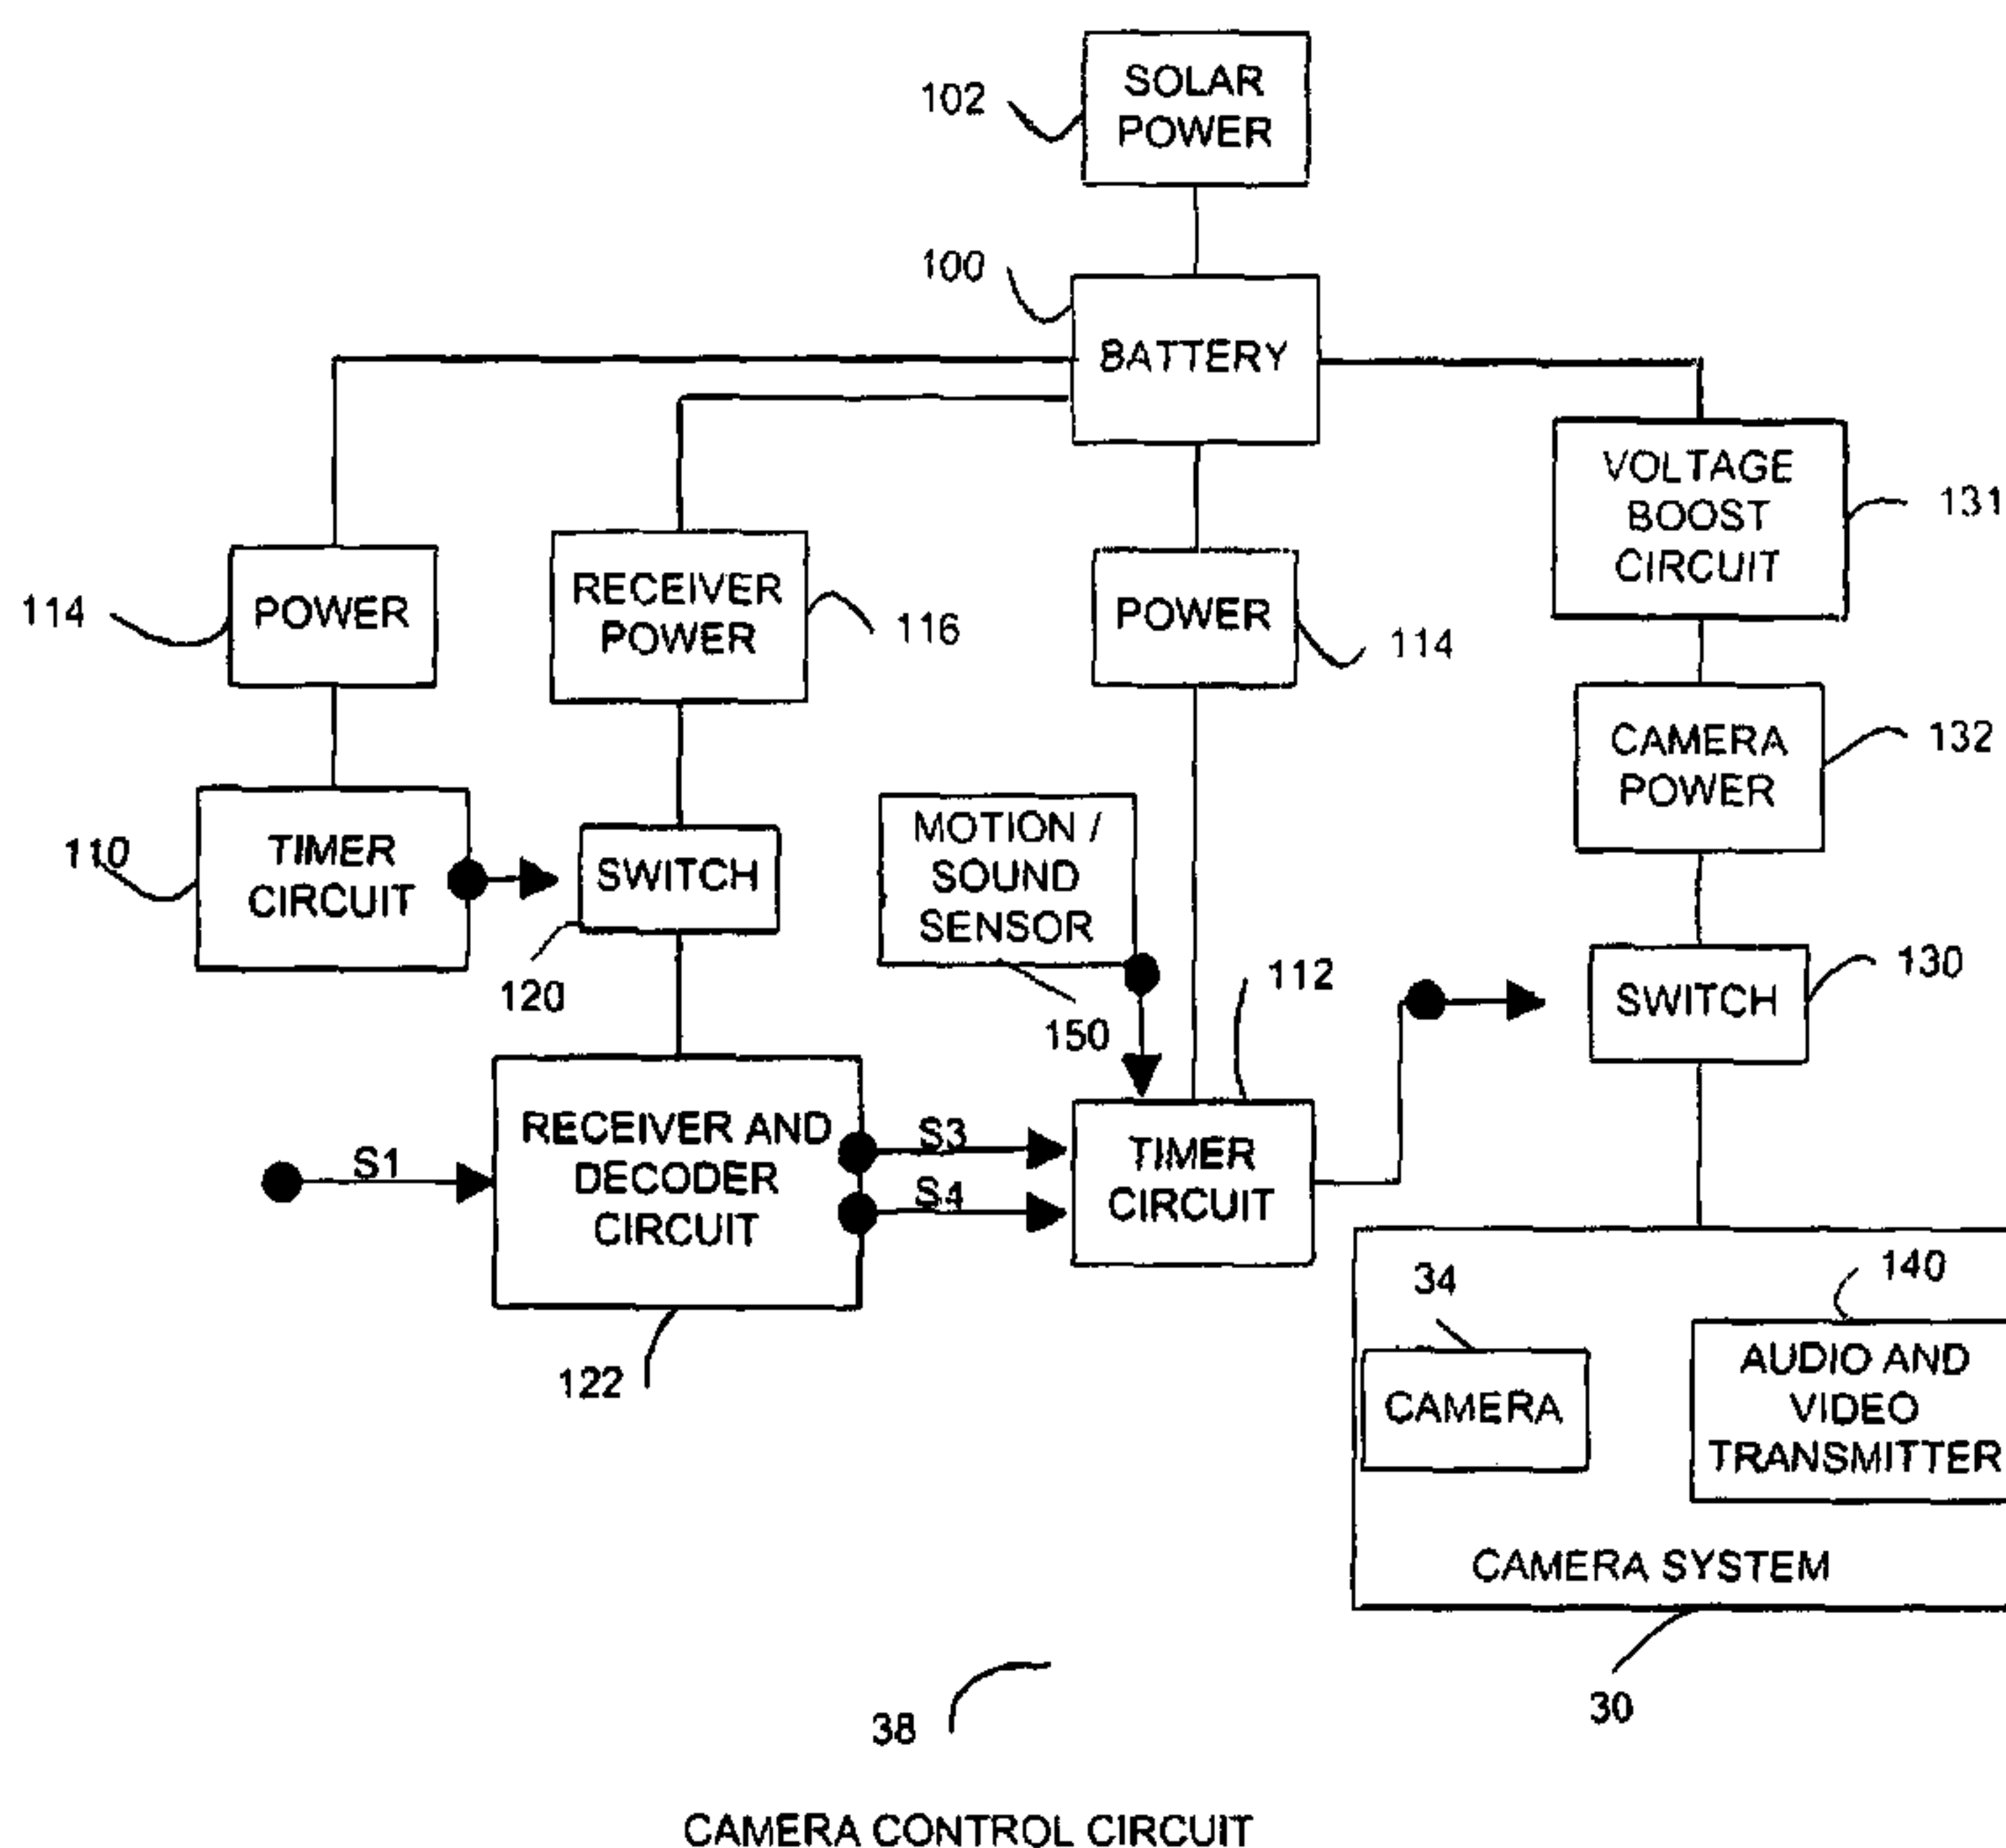 SOLAR
POWER
102
100
BATTERY
VOLTAGE
BOOST
CIRCUIT
131
114
POWER
RECEIVER
POWER
116
POWER
114
CAMERA
POWER
132
110
TIMER
CIRCUIT
SWITCH
120
MOTION /
SOUND
SENSOR
150
112
SWITCH
130
S1
RECEIVER AND
DECODER
CIRCUIT
122
S3
S4
TIMER
CIRCUIT
34
CAMERA
140
AUDIO AND
VIDEO
TRANSMITTER
CAMERA SYSTEM
30
38
CAMERA CONTROL CIRCUIT